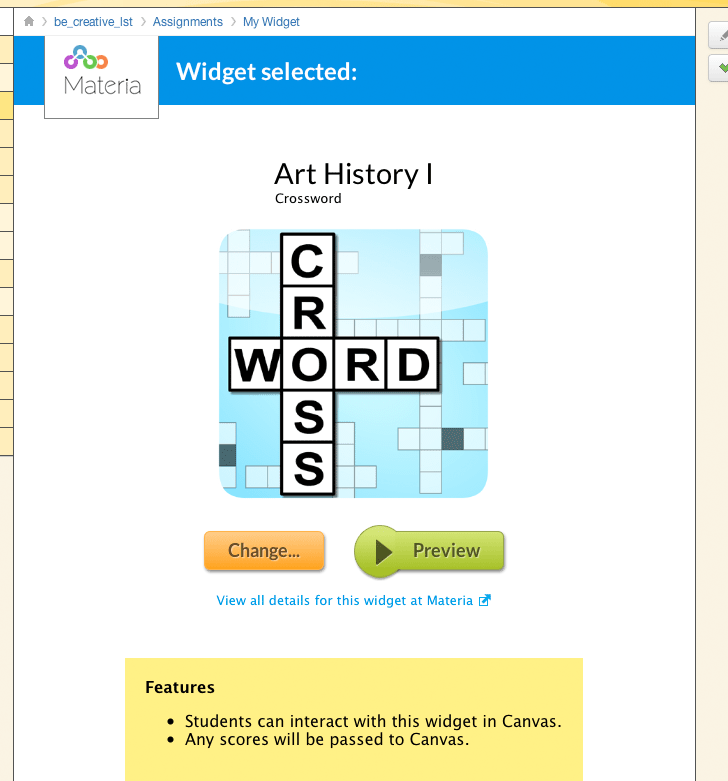 be_creative_lst Assignments My Widget
Materia
Widget selected:
Art History I
Crossword
C
R
WORD
S
S
Change...
Preview
View all details for this widget at Materia
Features
• Students can interact with this widget in Canvas.
• Any scores will be passed to Canvas.